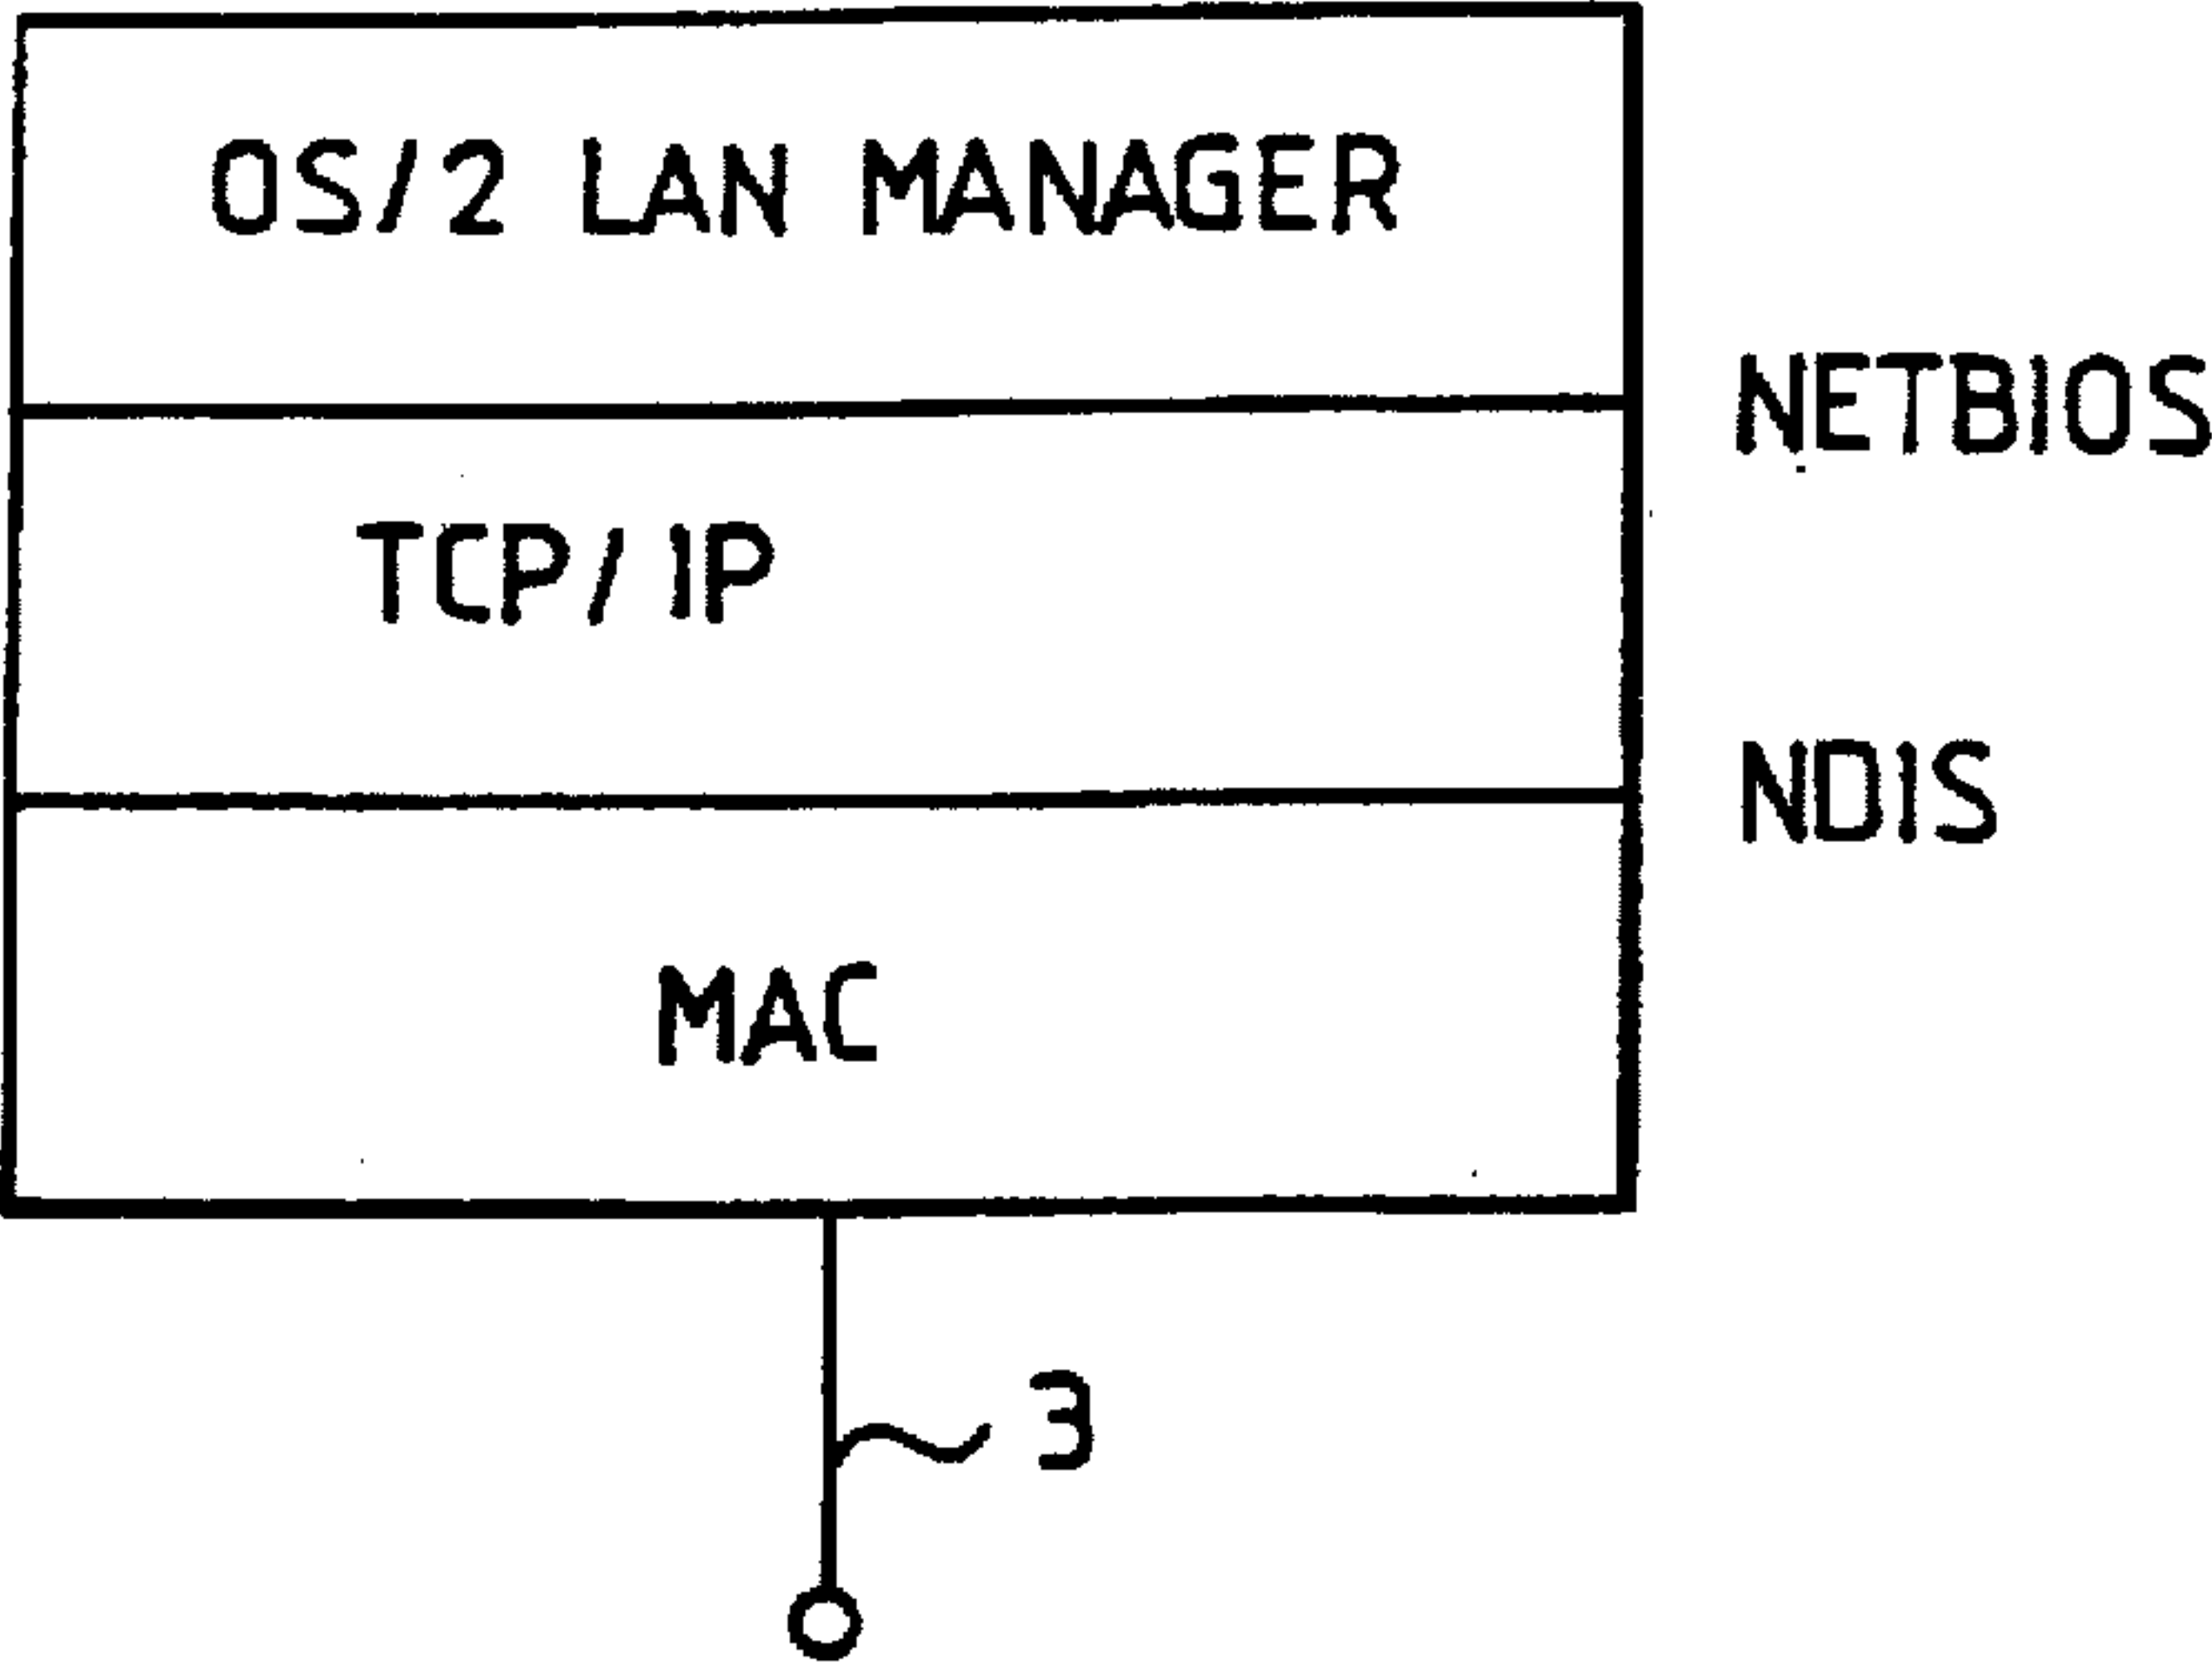 OS/2 LAN MANAGER
NETBIOS
TCP/IP
NDIS
MAC
3